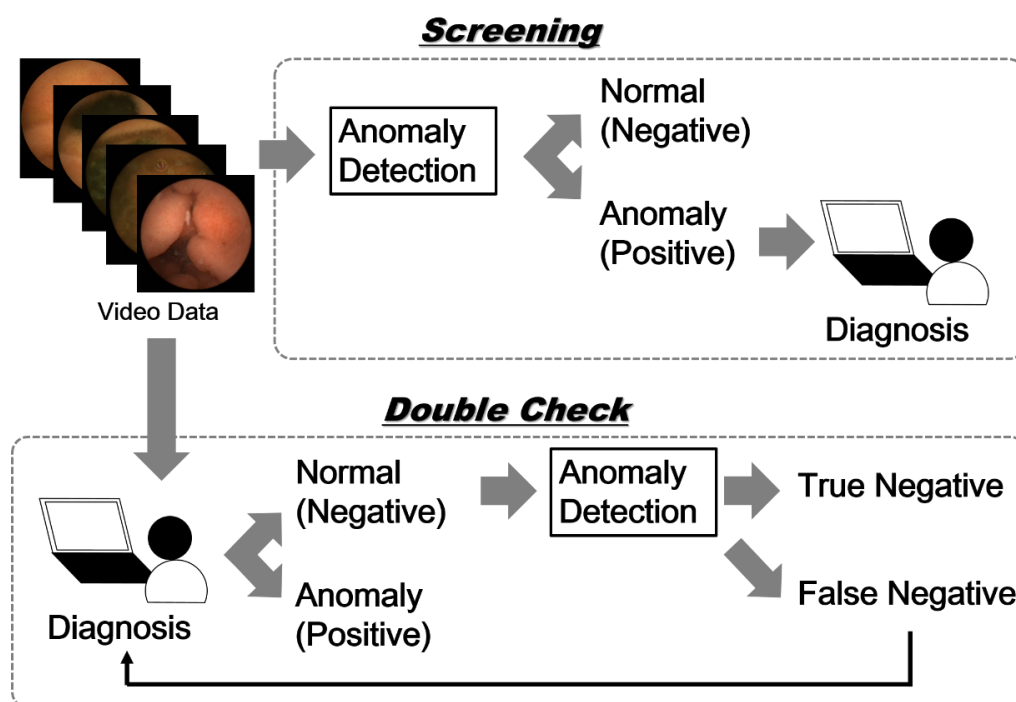 Screening
Anomaly
Detection
Normal
(Negative)
Anomaly
(Positive)
Diagnosis
Video Data
Double Check
Diagnosis
Normal
(Negative)
Anomaly
(Positive)
Anomaly
Detection
True Negative
False Negative